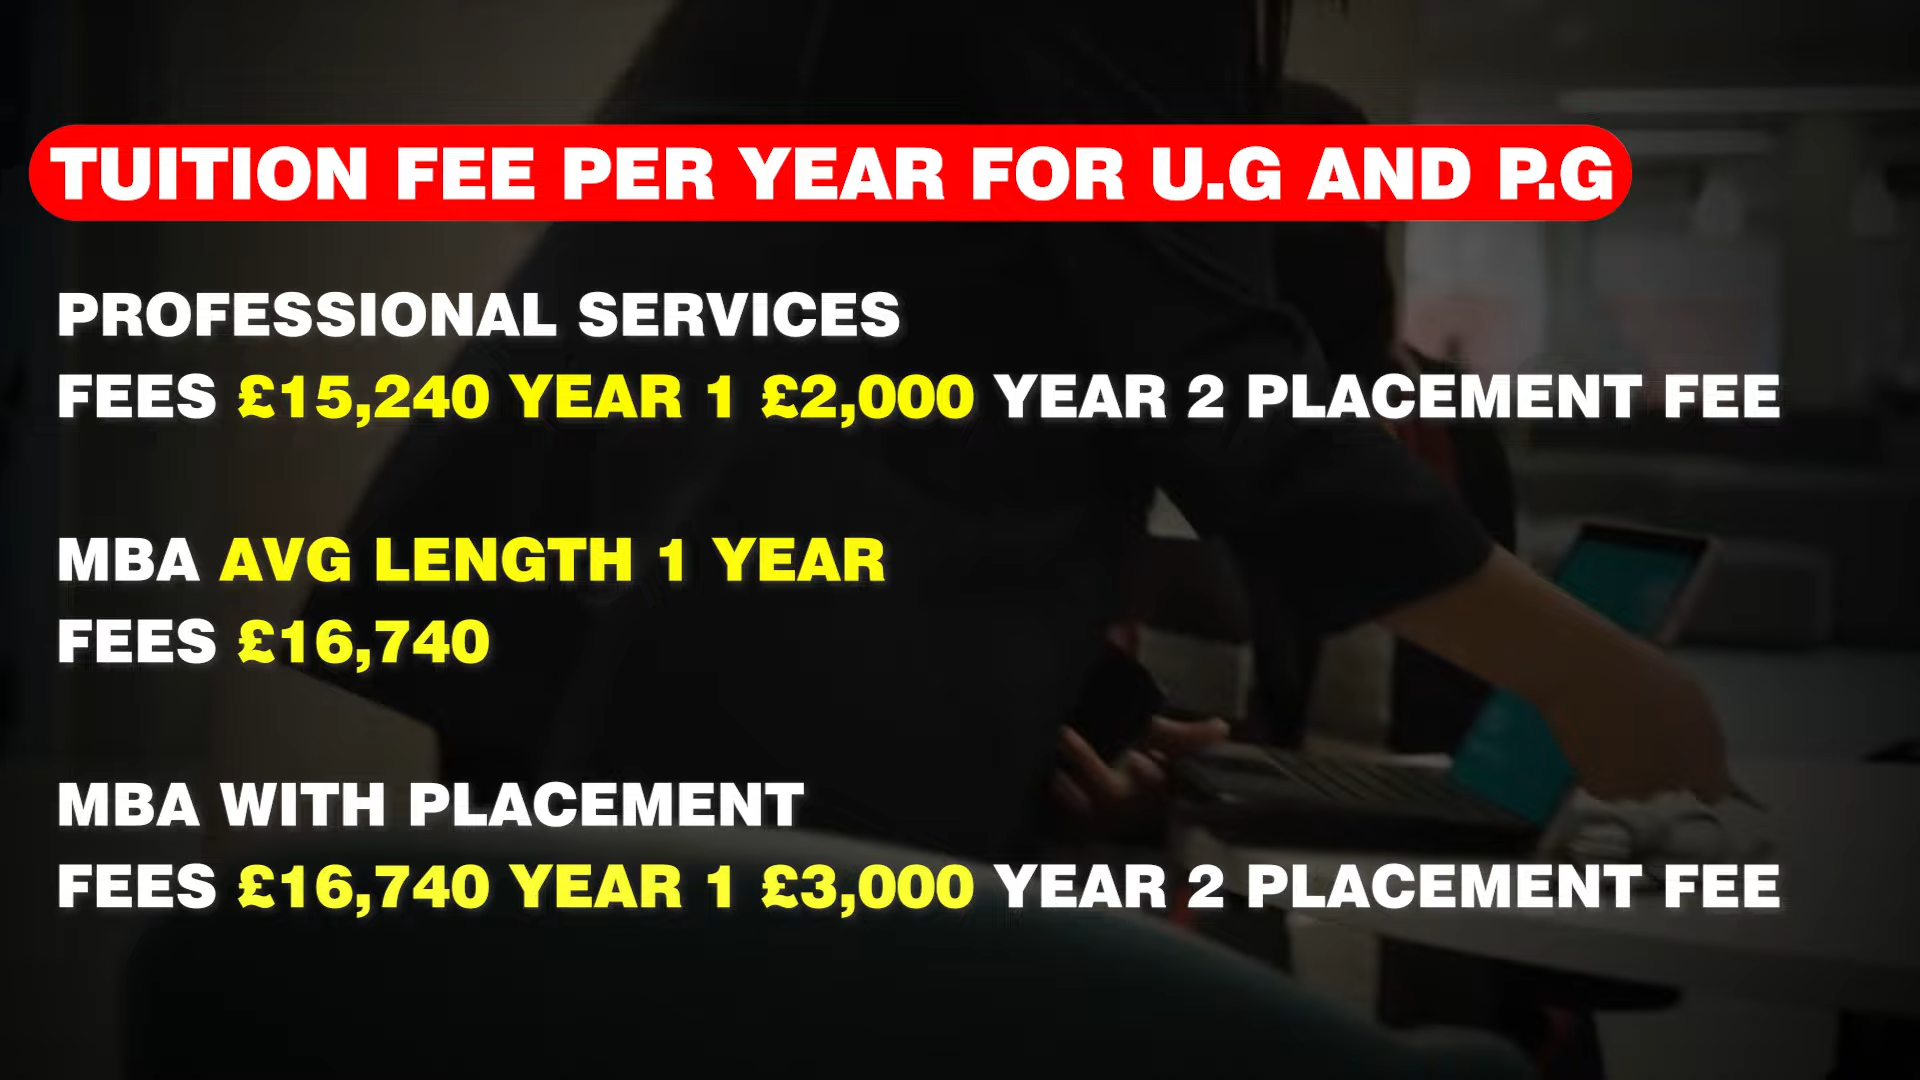 TUITION FEE PER YEAR FOR U.G AND P.G
PROFESSIONAL SERVICES
FEES £15,240 YEAR 1 £2,000 YEAR 2 PLACEMENT FEE
MBA AVG LENGTH 1 YEAR
FEES £16,740
MBA WITH PLACEMENT
FEES £16,740 YEAR 1 £3,000 YEAR 2 PLACEMENT FEE